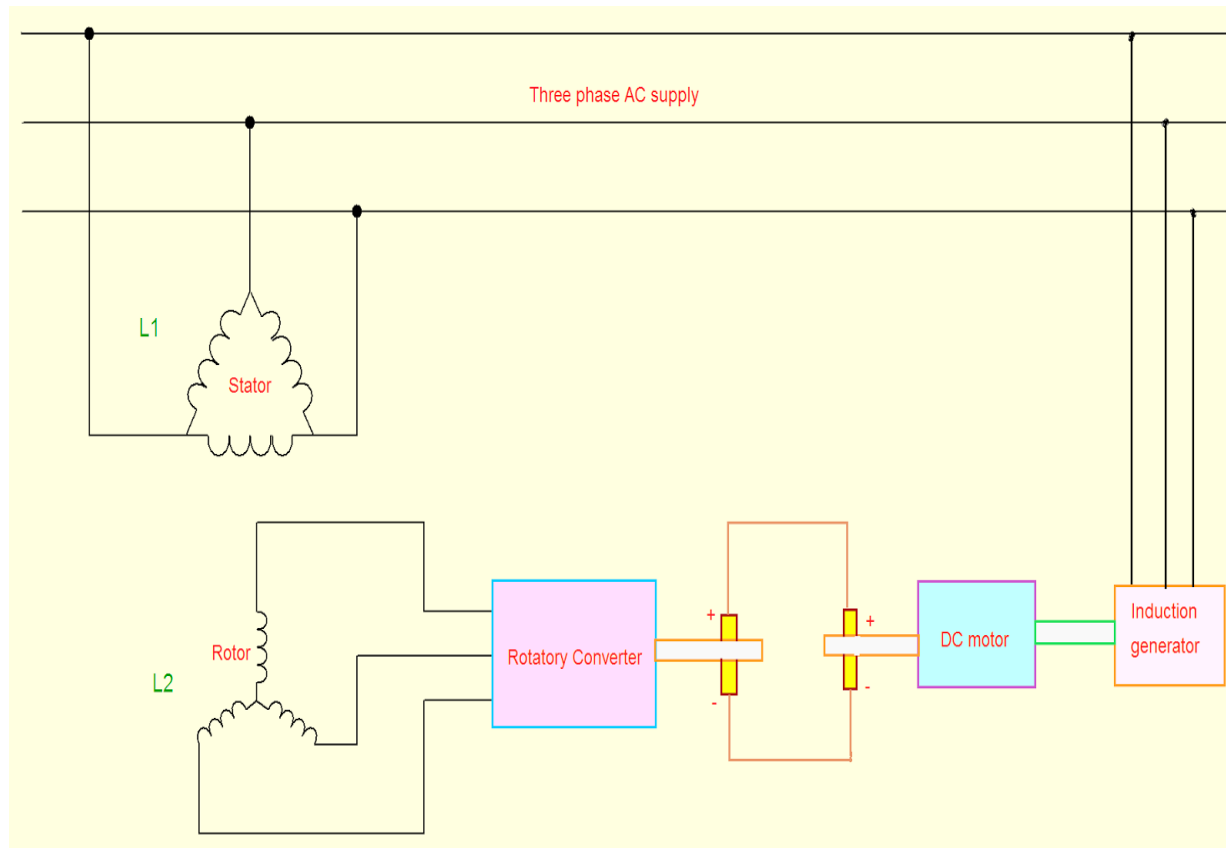 Three phase AC supply
L1
Stator
Rotor
L2
Rotatory Converter
+
-
+
-
DC motor
Induction
generator